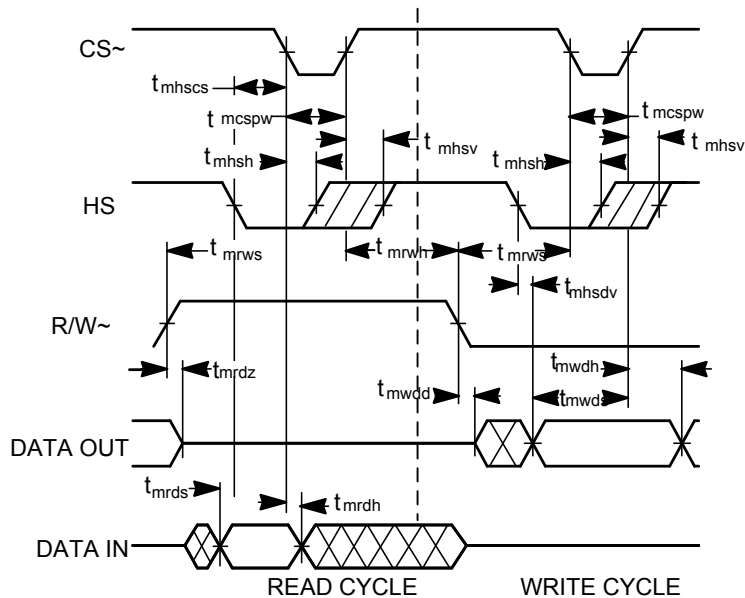 CS~
t mhscs
t mcspw
t mcspw
t mhsv
t mhsv
t mhsh
t mhsh
HS
t mrws
t mrwh
t mrws
t mhsdv
R/W~
t mrdz
t mwdd
t mwdh
t mwds
DATA OUT
t mrds
t mrdh
DATA IN
READ CYCLE
WRITE CYCLE